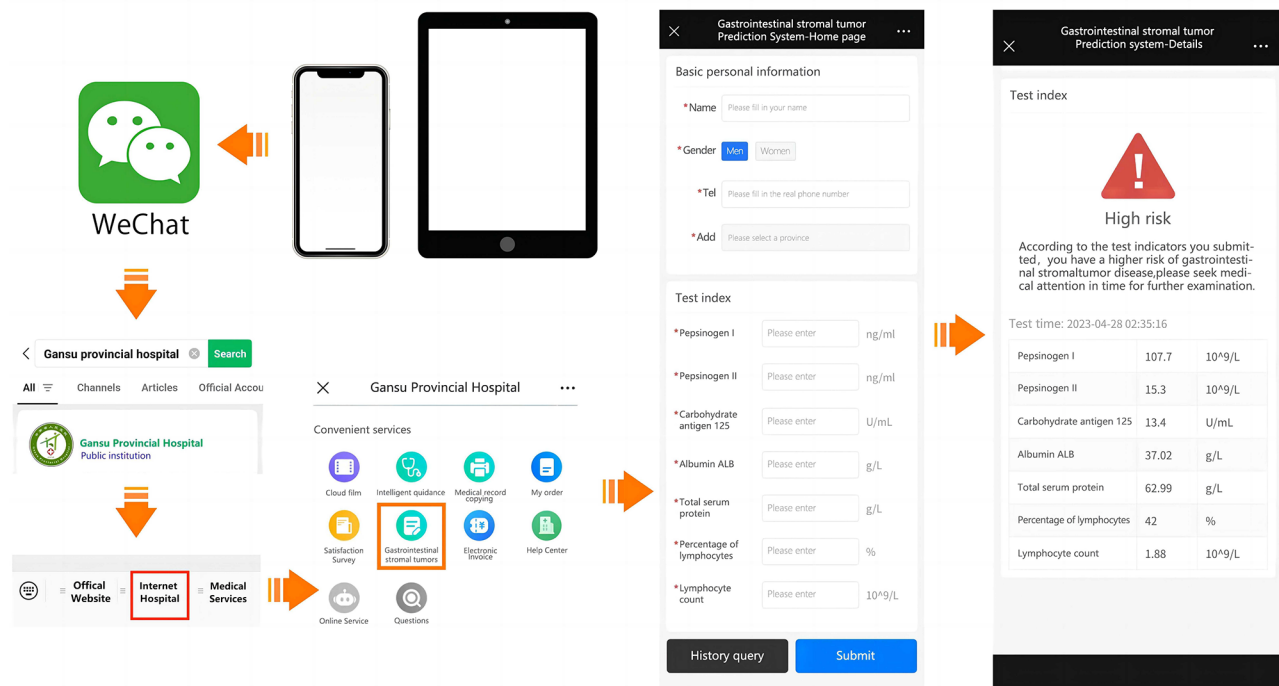 WeChat
Gansu provincial hospital
Search
All
Channels
Articles
Official Accou
Gansu Provincial Hospital
Public institution
Offical
Website
Internet
Hospital
Medical
Services
Gansu Provincial Hospital
Convenient services
Cloud film
Intelligent quidance
Medical record
copying
My order
Satisfaction
Survey
Gastrointestinal
stromal tumors
Electronic
Invoice
Help Center
Online Service
Questions
Gastrointestinal stromal tumor
Prediction System-Home page
Basic personal information
*Name
Please fill in your name
*Gender
Men
Women
*Tel
Please fill in the real phone number
*Add
Please select a province
Test index
*Pepsinogen I
Please enter
ng/ml
*Pepsinogen II
Please enter
ng/ml
*Carbohydrate
antigen 125
Please enter
U/mL
*Albumin ALB
Please enter
g/L
*Total serum
protein
Please enter
g/L
*Percentage of
lymphocytes
Please enter
%
*Lymphocyte
count
Please enter
10^9/L
History query
Submit
Gastrointestinal stromal tumor
Prediction system-Details
Test index
High risk
According to the test indicators you submit-
ted, you have a higher risk of gastrointesti-
nal stromaltumor disease,please seek medi-
cal attention in time for further examination.
Test time: 2023-04-28 02:35:16
Pepsinogen I 107.7 10^9/L
Pepsinogen II 15.3 10^9/L
Carbohydrate antigen 125 13.4 U/mL
Albumin ALB 37.02 g/L
Total serum protein 62.99 g/L
Percentage of lymphocytes 42 %
Lymphocyte count 1.88 10^9/L